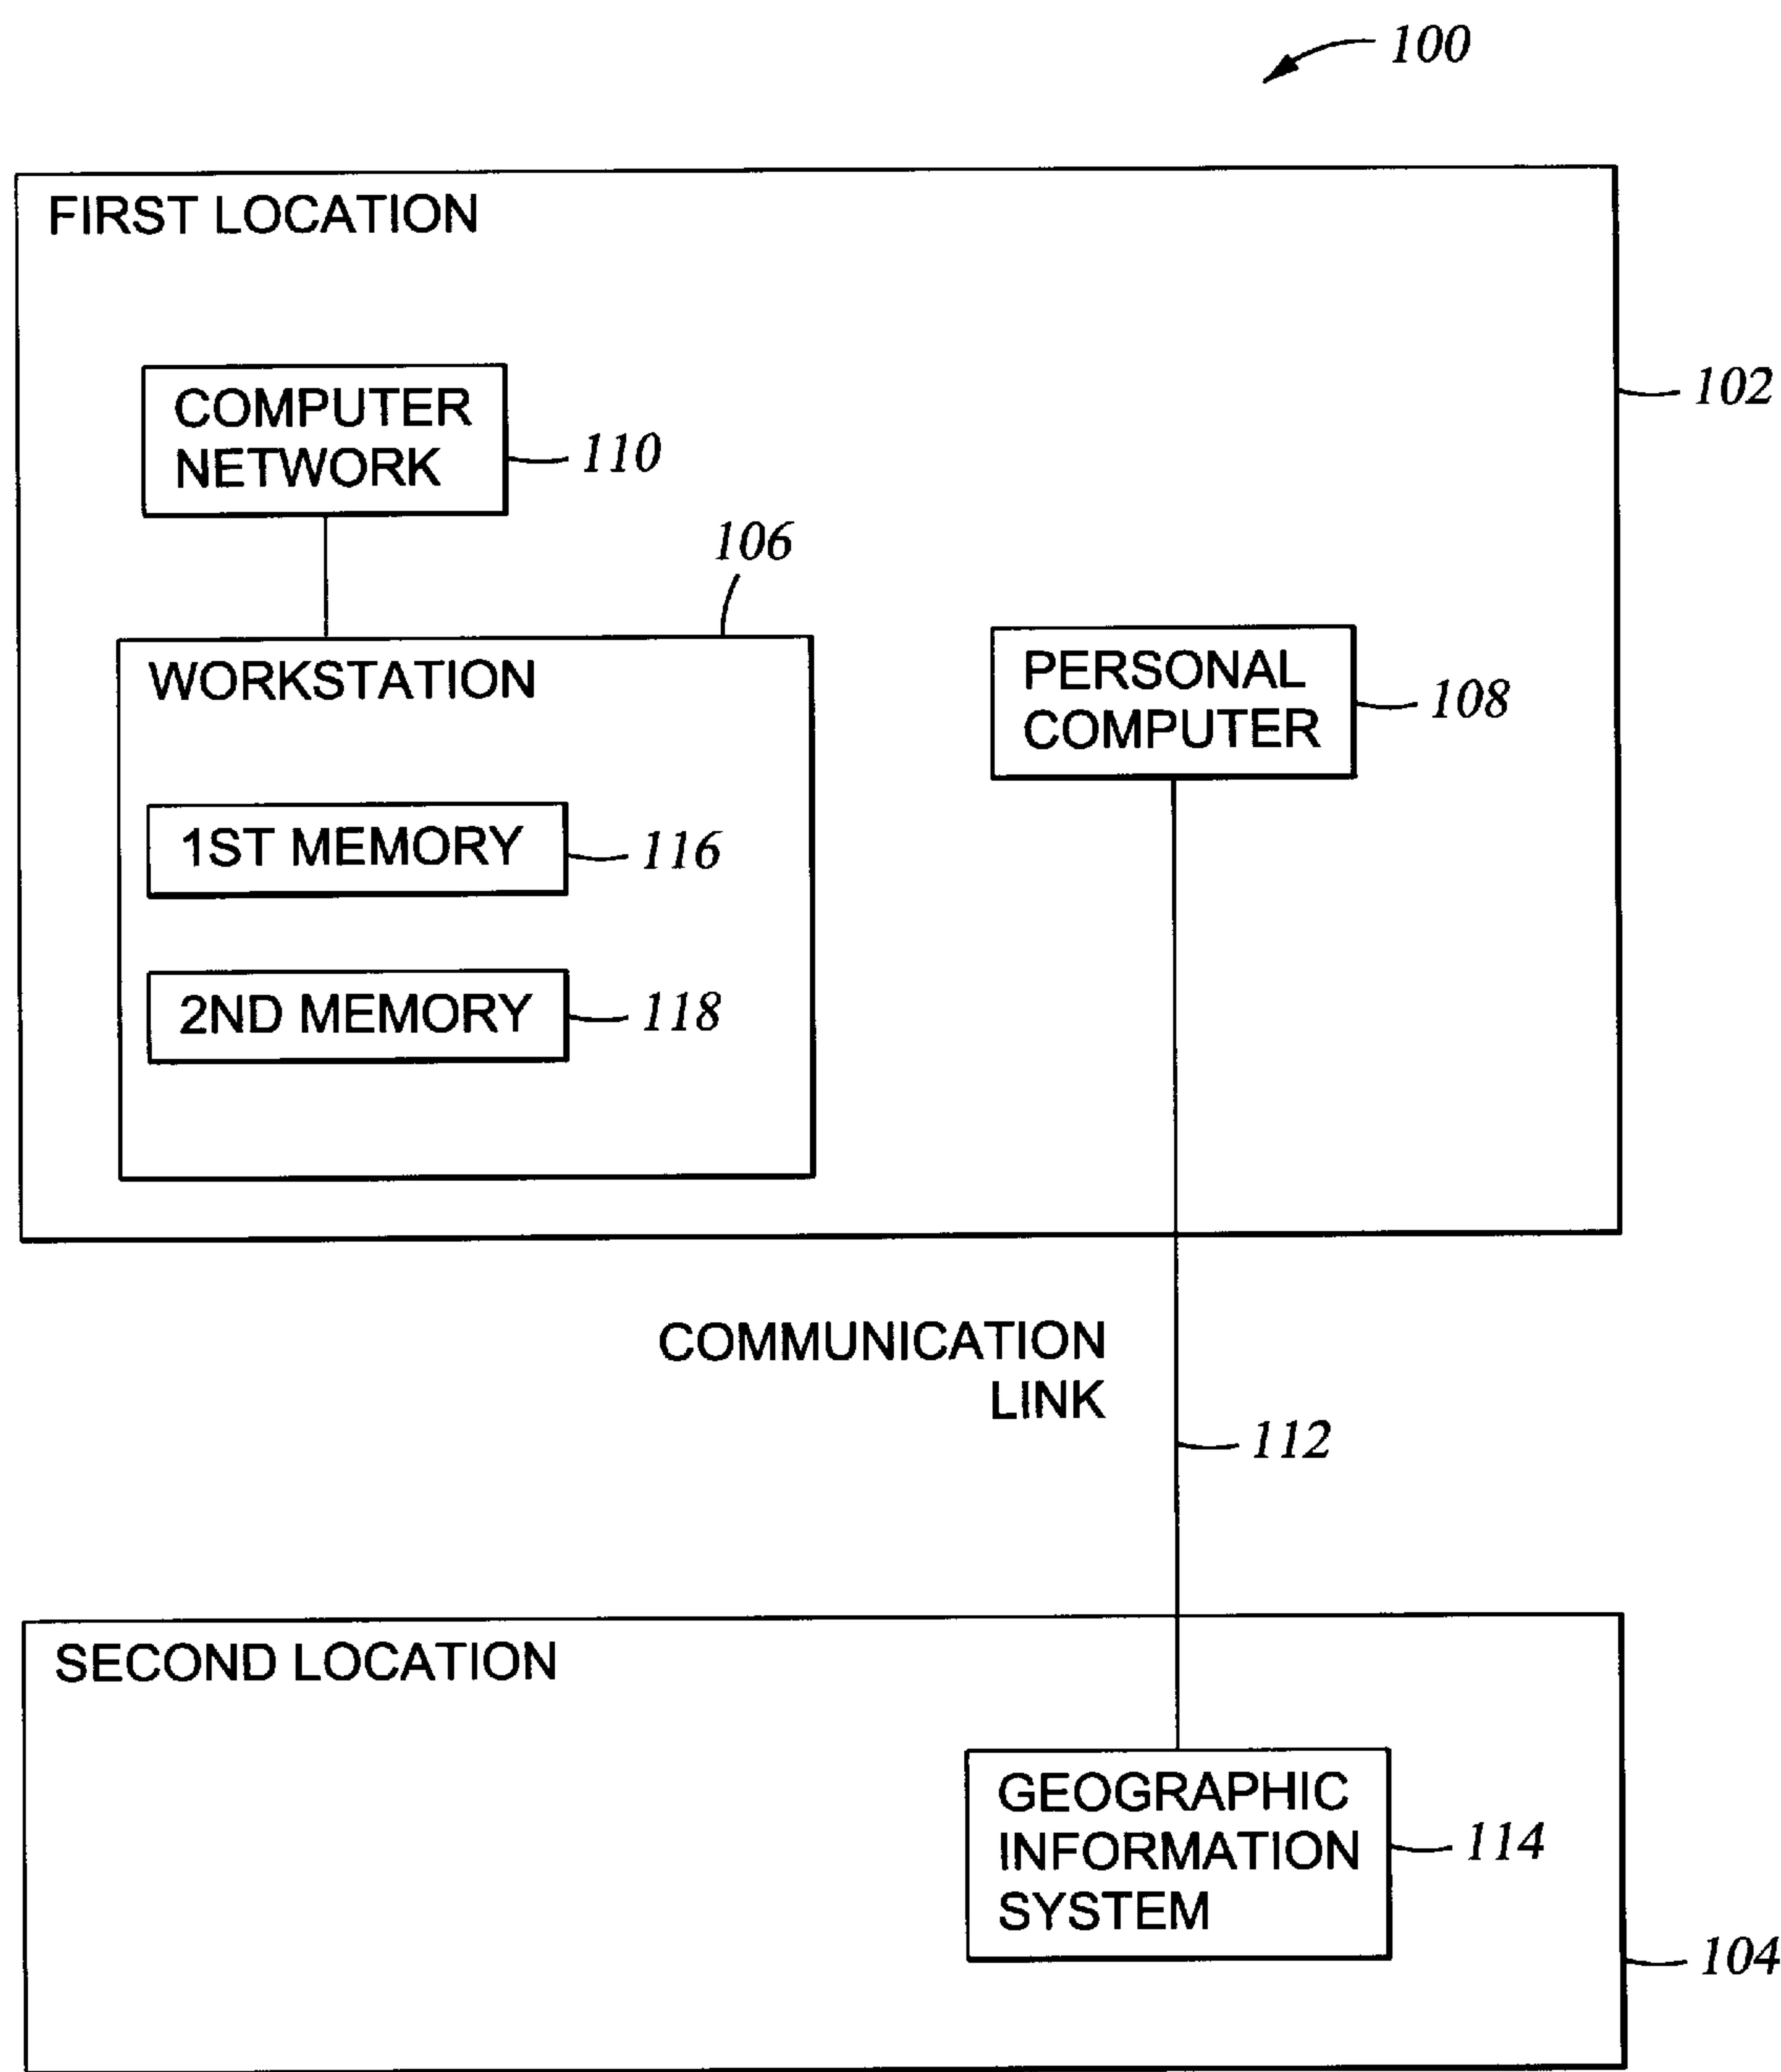 100
FIRST LOCATION
102
COMPUTER
NETWORK
110
106
WORKSTATION
1ST MEMORY
116
2ND MEMORY
118
PERSONAL
COMPUTER
108
COMMUNICATION
LINK
112
SECOND LOCATION
GEOGRAPHIC
INFORMATION
SYSTEM
114
104